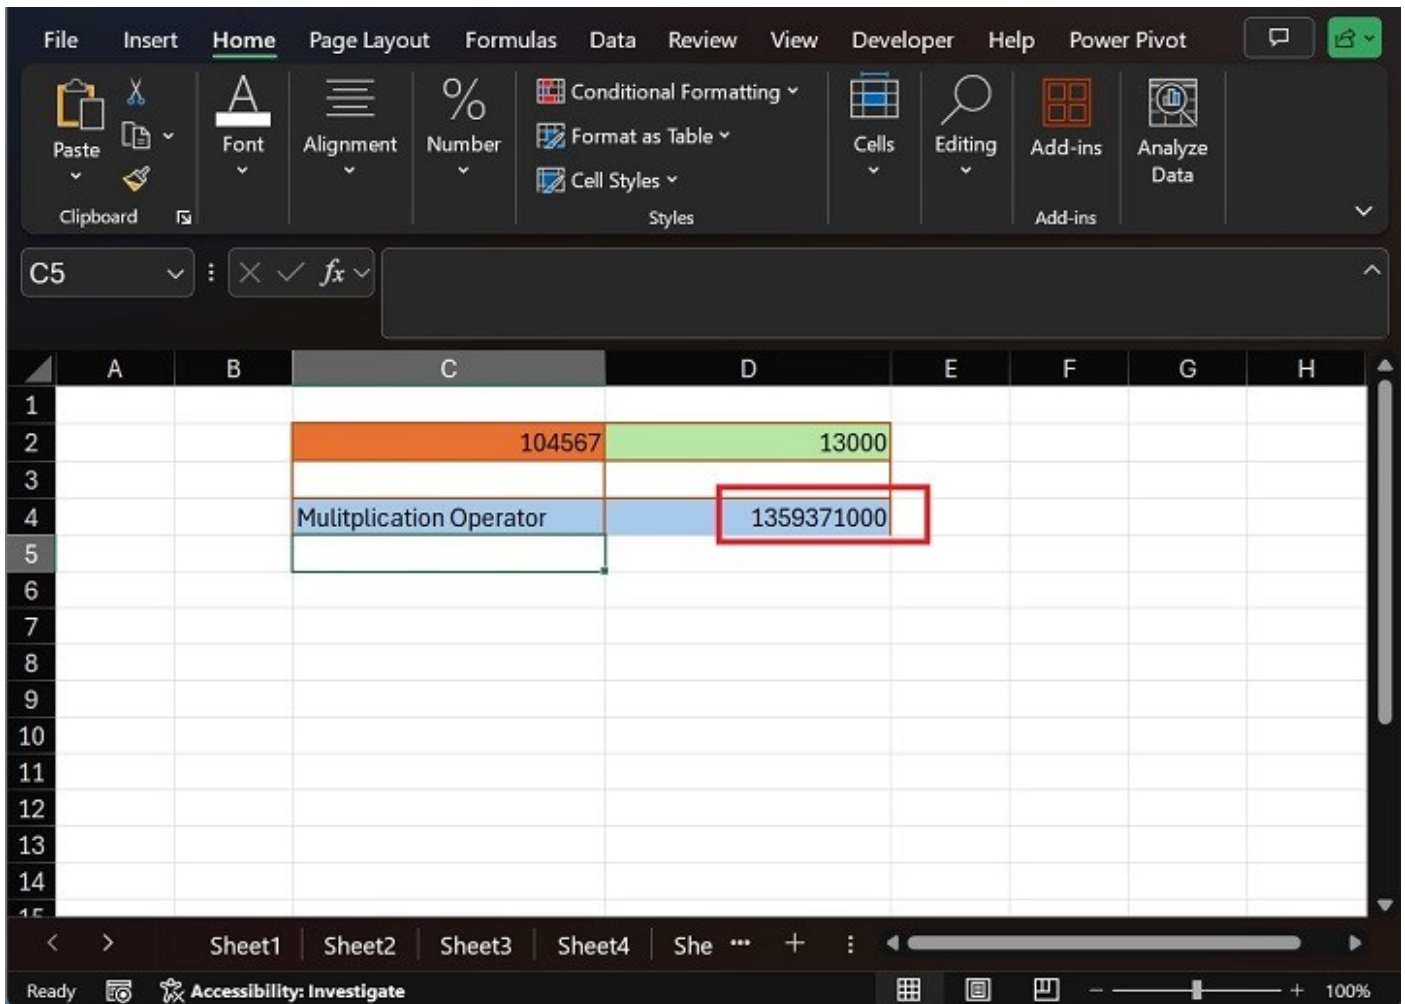 File Insert Home Page Layout Formulas Data Review View Developer Help Power Pivot
Paste
Clipboard
Font
Alignment
%
Number
Conditional Formatting
Format as Table
Cell Styles
Styles
Cells
Editing
Add-ins
Add-ins
Analyze
Data
C5 fx
A B C D E F G H
1
2 104567 13000
3
4 Mulitplication Operator 1359371000
5
6
7
8
9
10
11
12
13
14
15
Sheet1 Sheet2 Sheet3 Sheet4 She ... +
Ready Accessibility: Investigate - + 100%